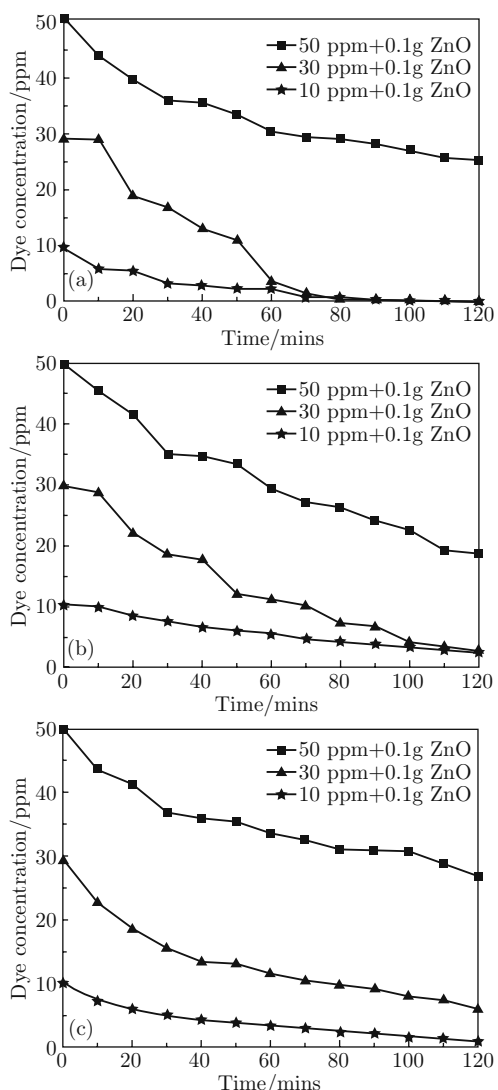 50
40
30
20
10
0
Dye concentration/ppm
50 ppm+0.1g ZnO
30 ppm+0.1g ZnO
10 ppm+0.1g ZnO
(a)
0 20 40 60 80 100 120
Time/mins
50
40
30
20
10
0
Dye concentration/ppm
50 ppm+0.1g ZnO
30 ppm+0.1g ZnO
10 ppm+0.1g ZnO
(b)
0 20 40 60 80 100 120
Time/mins
50
40
30
20
10
0
Dye concentration/ppm
50 ppm+0.1g ZnO
30 ppm+0.1g ZnO
10 ppm+0.1g ZnO
(c)
0 20 40 60 80 100 120
Time/mins